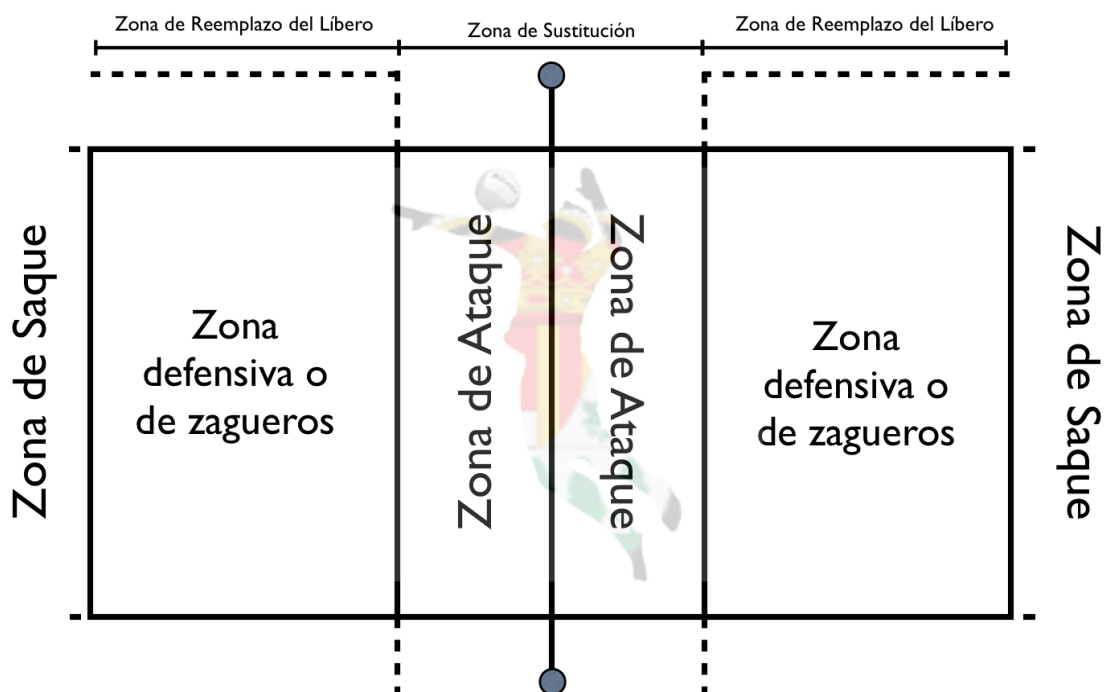 Zona de Reemplazo del Líbero
Zona de Sustitución
Zona de Reemplazo del Líbero
Zona de Saque
Zona
defensiva o
de zagueros
Zona de Ataque
Zona de Ataque
Zona
defensiva o
de zagueros
Zona de Saque